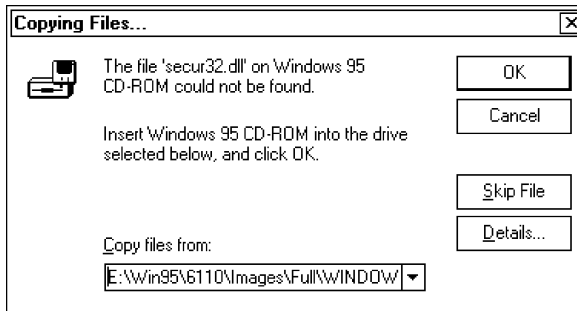 Copying Files...
The file 'secur32.dll' on Windows 95
CD-ROM could not be found.
Insert Windows 95 CD-ROM into the drive
selected below, and click OK.
Copy files from:
E:\Win95\6110\Images\Full\WINDOW
OK
Cancel
Skip File
Details...